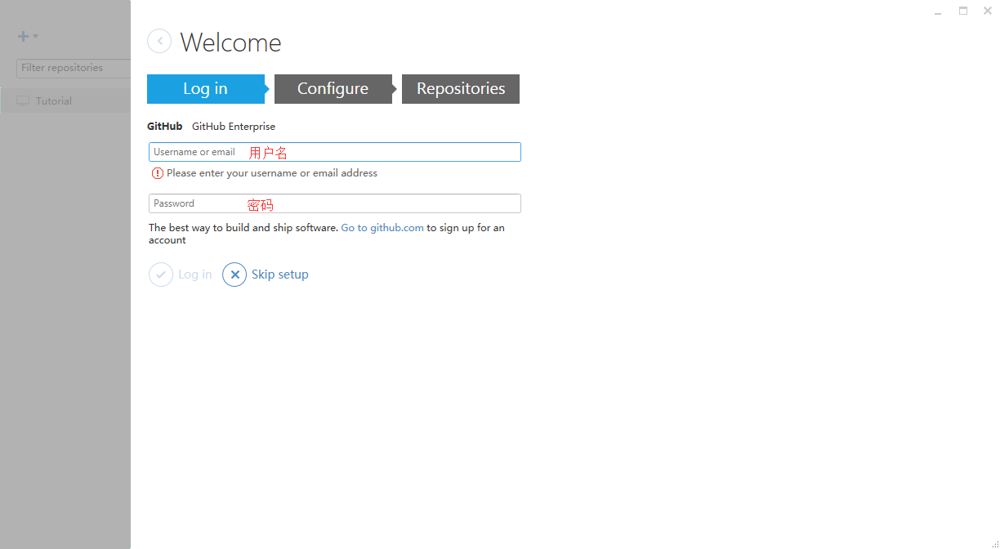 Welcome
Filter repositories
Tutorial
Log in Configure Repositories
GitHub GitHub Enterprise
Username or email 用户名
Please enter your username or email address
Password 密码
The best way to build and ship software. Go to github.com to sign up for an
account
Log in Skip setup